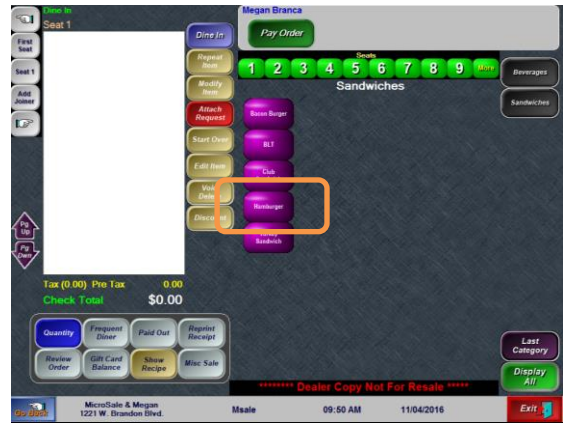 Dine In
Seat 1
Megan Branca
Pay Order
First
Seat
Seat 1
Add
Joiner
Dine In
Repeat
Item
Modify
Item
Attach
Request
Start Over
Edit Item
Void
Discount
Seats
1 2 3 4 5 6 7 8 9 More
Sandwiches
Beverages
Sandwiches
Bacon Burger
BLT
Club
Hamburger
Sandwich
Pg
Up
Pg
Dwn
Tax (0.00) Pre Tax 0.00
Check Total $0.00
Quantity
Frequent
Diner
Paid Out
Reprint
Receipt
Review
Order
Gift Card
Balance
Show
Recipe
Misc Sale
Last
Category
Display
All
******** Dealer Copy Not For Resale *****
Go Back
MicroSale & Megan
1221 W. Brandon Blvd.
Msale
09:50 AM
11/04/2016
Exit